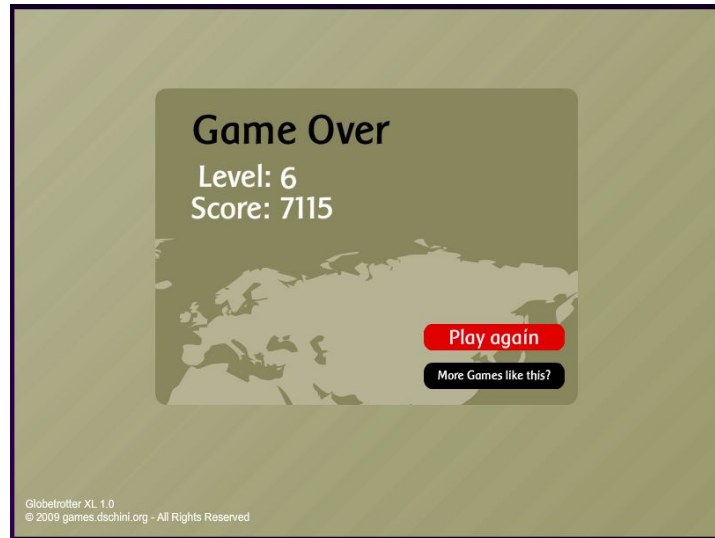 Game Over
Level: 6
Score: 7115
Play again
More Games like this?
Globetrotter XL 1.0
© 2009 games.dschini.org - All Rights Reserved